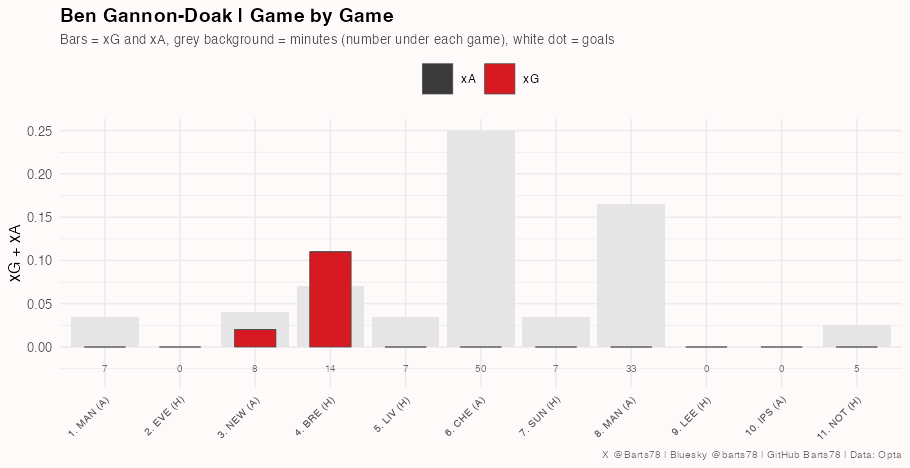 Ben Gannon-Doak | Game by Game
Bars = xG and xA, grey background = minutes (number under each game), white dot = goals
xA xG
xG + xA
0.25
0.20
0.15
0.10
0.05
0.00
7 0 8 14 7 50 7 33 0 0 5
1. MAN (A) 2. EVE (H) 3. NEW (A) 4. BRE (H) 5. LIV (H) 6. CHE (A) 7. SUN (H) 8. MAN (A) 9. LEE (H) 10. IPS (A) 11. NOT (H)
X @Barts78 | Bluesky @barts78 | GitHub Barts78 | Data: Opta